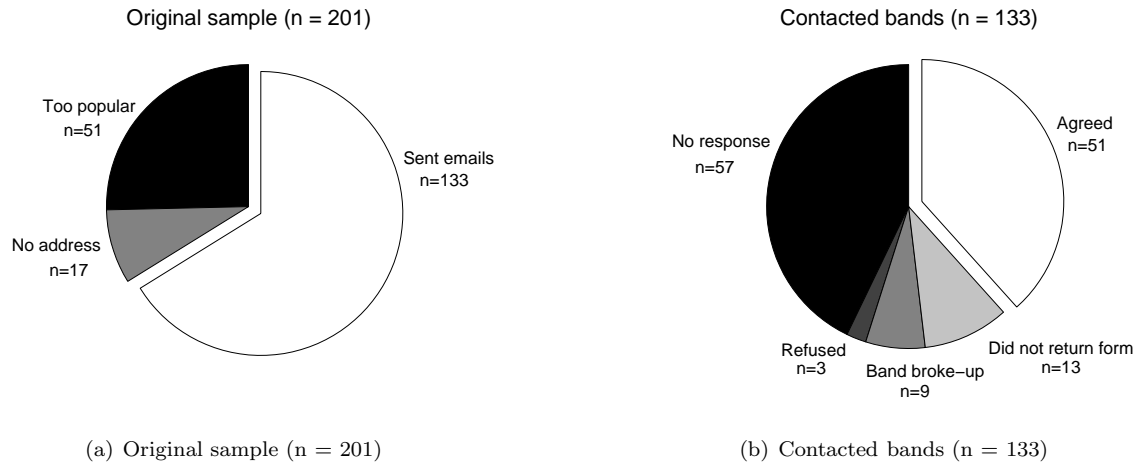 Original sample (n = 201)
Too popular
n=51
Sent emails
n=133
No address
n=17
(a) Original sample (n = 201)
Contacted bands (n = 133)
Agreed
n=51
No response
n=57
Did not return form
n=13
Refused
n=3
Band broke−up
n=9
(b) Contacted bands (n = 133)